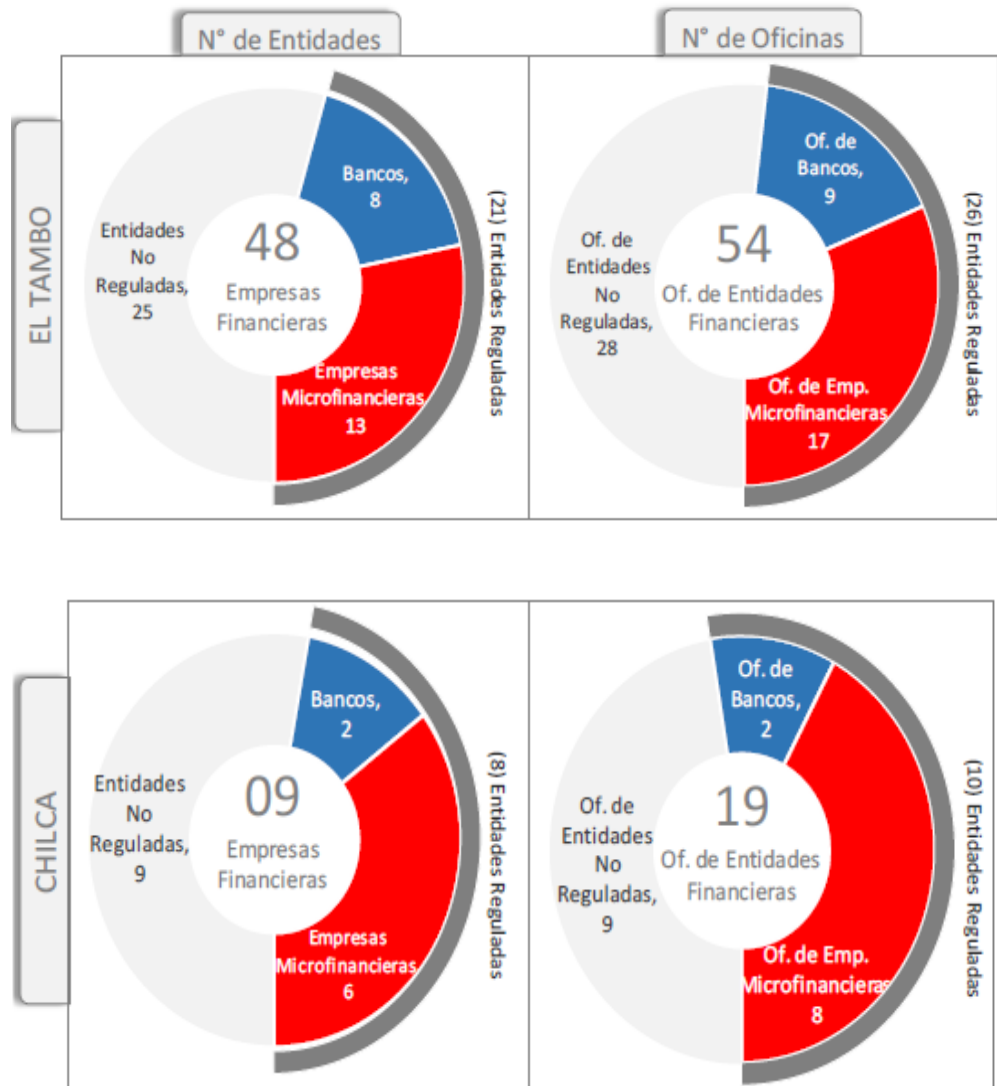 N° de Entidades
N° de Oficinas
EL TAMBO
Entidades
No
Reguladas,
25
48
Empresas
Financieras
Bancos,
8
Empresas
Microfinancieras,
13
(21) Entidades Reguladas
Of. de
Entidades
No
Reguladas,
28
54
Of. de Entidades
Financieras
Of. de
Bancos,
9
Of. de Emp.
Microfinancieras
17
(26) Entidades Reguladas
CHILCA
Entidades
No
Reguladas,
9
09
Empresas
Financieras
Bancos,
2
Empresas
Microfinancieras,
6
(8) Entidades Reguladas
Of. de
Entidades
No
Reguladas,
9
19
Of. de Entidades
Financieras
Of. de
Bancos,
2
Of. de Emp.
Microfinancieras,
8
(10) Entidades Reguladas